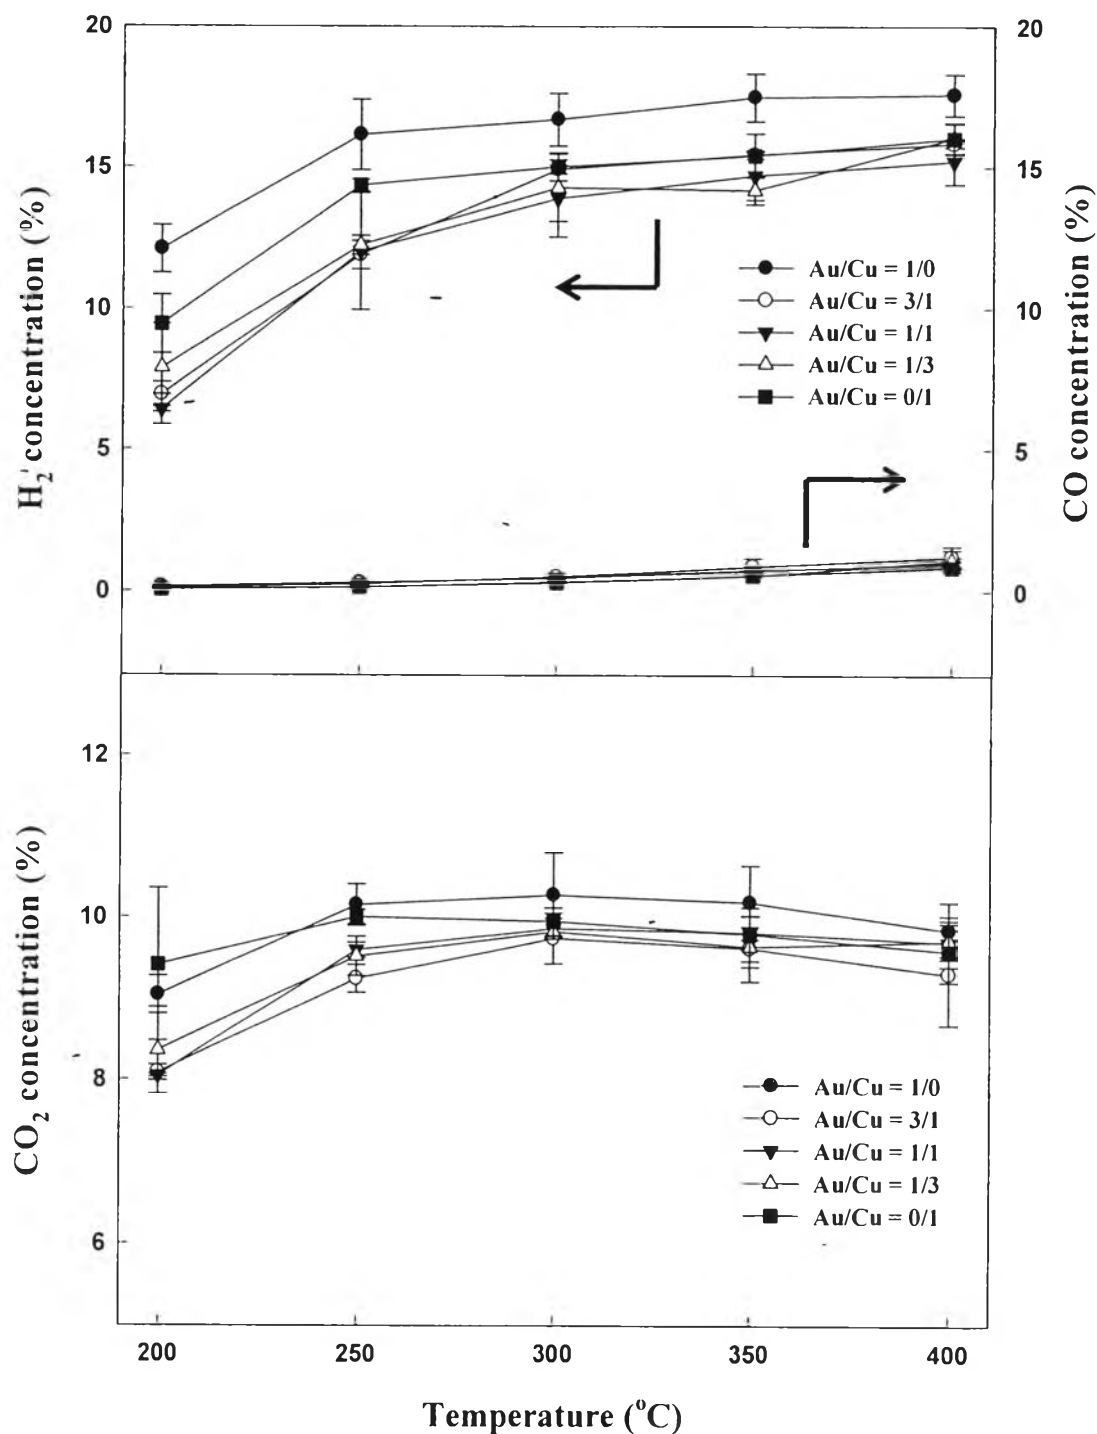 20
15
10
5
0
H2 concentration (%)
20
15
10
5
0
CO concentration (%)
Au/Cu = 1/0
Au/Cu = 3/1
Au/Cu = 1/1
Au/Cu = 1/3
Au/Cu = 0/1
12
10
8
6
CO2 concentration (%)
Au/Cu = 1/0
Au/Cu = 3/1
Au/Cu = 1/1
Au/Cu = 1/3
Au/Cu = 0/1
200 250 300 350 400
Temperature (°C)